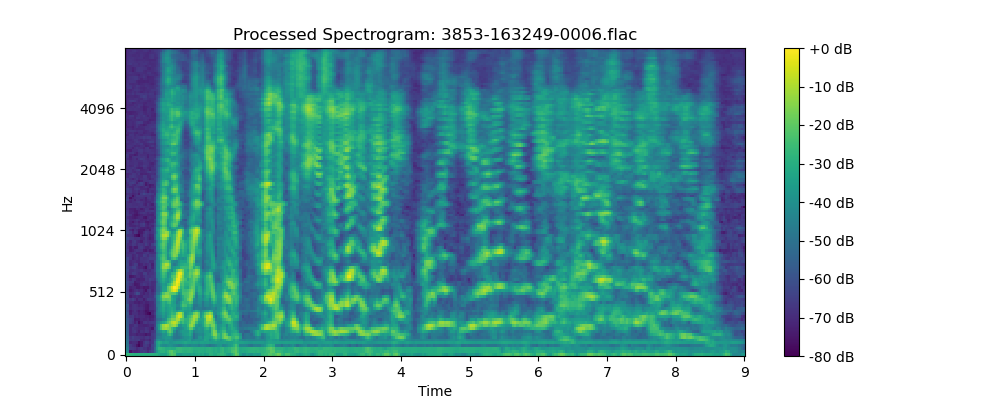 Processed Spectrogram: 3853-163249-0006.flac
Hz
4096
2048
1024
512
0
0 1 2 3 4 5 6 7 8 9
Time
+0 dB
-10 dB
-20 dB
-30 dB
-40 dB
-50 dB
-60 dB
-70 dB
-80 dB